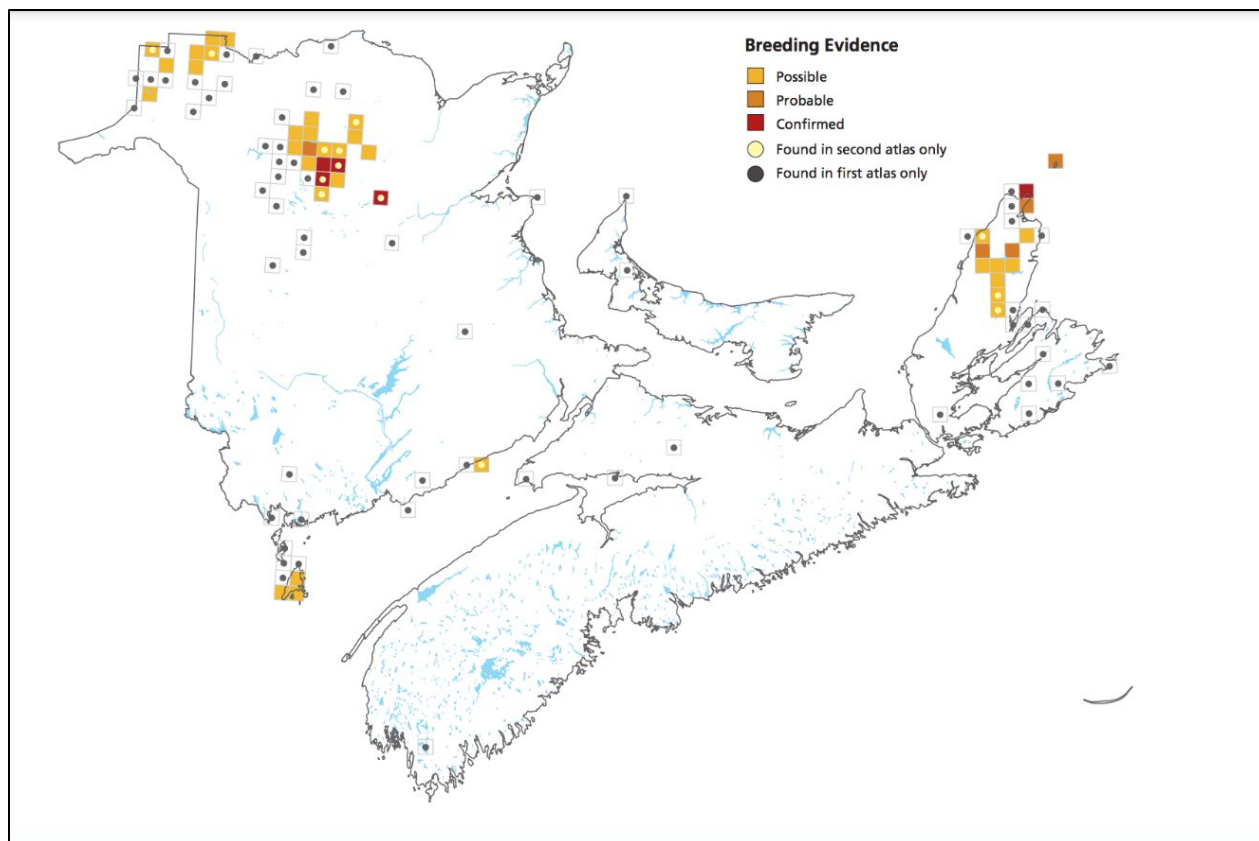 Breeding Evidence
Possible
Probable
Confirmed
Found in second atlas only
Found in first atlas only